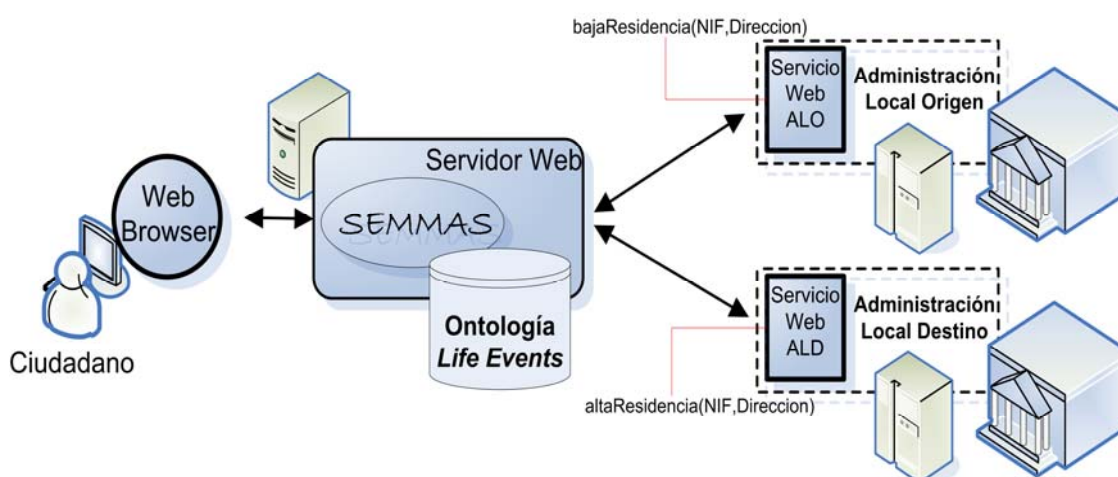 bajaResidencia(NIF,Direccion)
Servicio
Web
ALO
Administración
Local Origen
Servidor Web
Web
Browser
SEMMAS
Ontología
Life Events
Ciudadano
Servicio
Web
ALD
Administración
Local Destino
altaResidencia(NIF,Direccion)